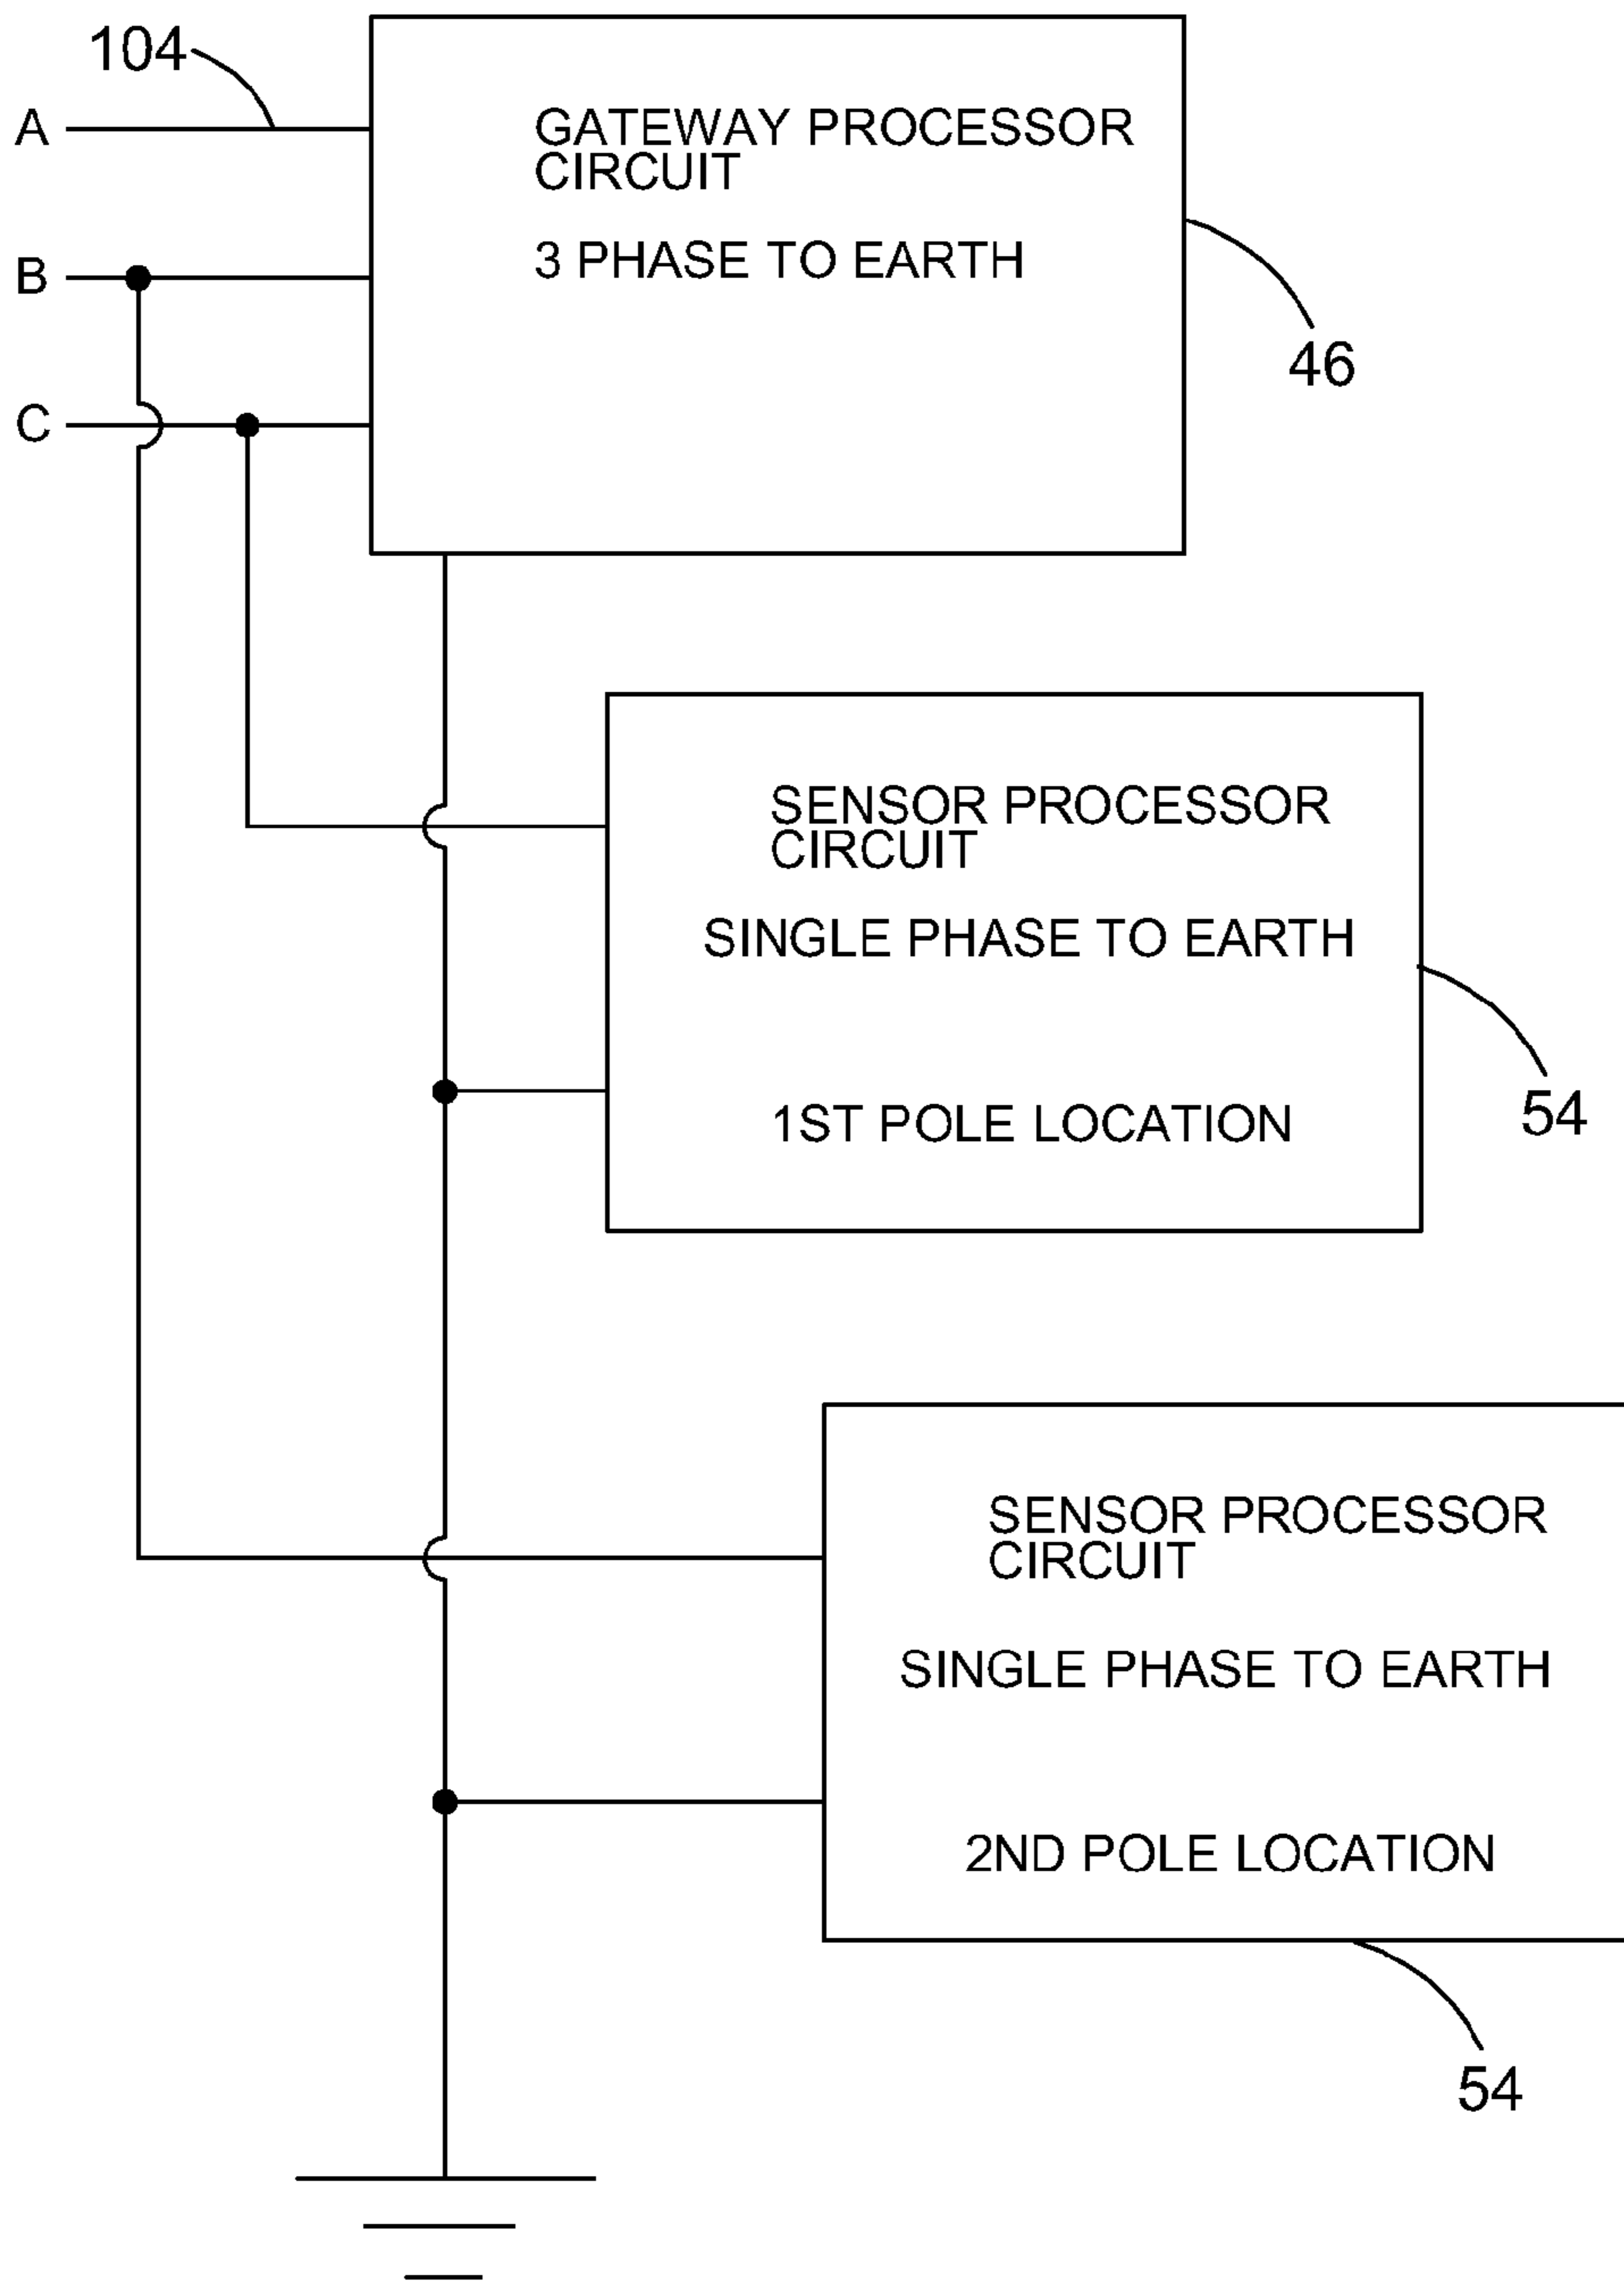 104
A
GATEWAY PROCESSOR
CIRCUIT
3 PHASE TO EARTH
B
46
C
SENSOR PROCESSOR
CIRCUIT
SINGLE PHASE TO EARTH
54
1ST POLE LOCATION
SENSOR PROCESSOR
CIRCUIT
SINGLE PHASE TO EARTH
2ND POLE LOCATION
54